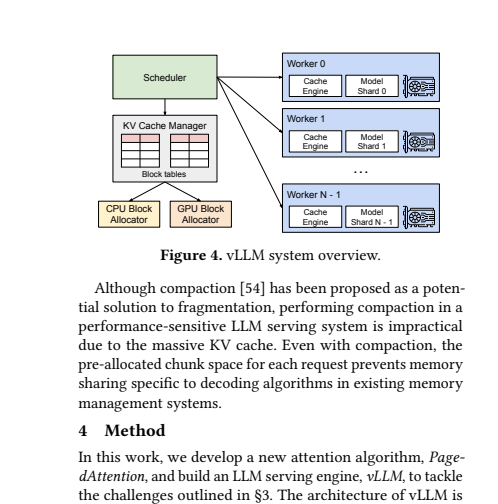 Scheduler
KV Cache Manager
Block tables
CPU Block
Allocator
GPU Block
Allocator
Worker 0
Cache
Engine
Model
Shard 0
Worker 1
Cache
Engine
Model
Shard 1
...
Worker N - 1
Cache
Engine
Model
Shard N - 1
Figure 4. vLLM system overview.
Although compaction [54] has been proposed as a poten-
tial solution to fragmentation, performing compaction in a
performance-sensitive LLM serving system is impractical
due to the massive KV cache. Even with compaction, the
pre-allocated chunk space for each request prevents memory
sharing specific to decoding algorithms in existing memory
management systems.
4 Method
In this work, we develop a new attention algorithm, Page-
dAttention, and build an LLM serving engine, vLLM, to tackle
the challenges outlined in §3. The architecture of vLLM is